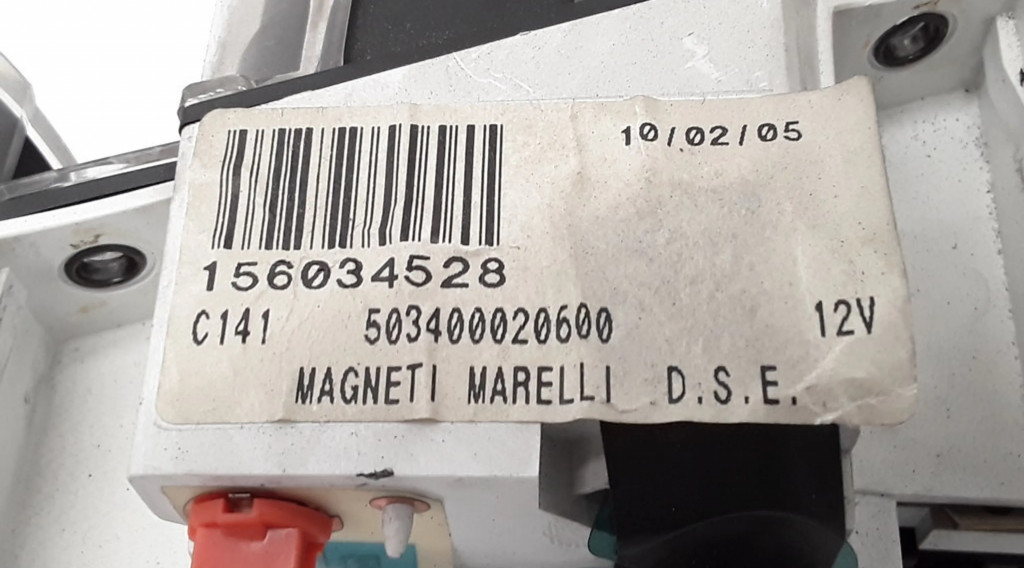 10/02/05
156034528
C141 503400020600 12V
MAGNETI MARELLI D.S.E.